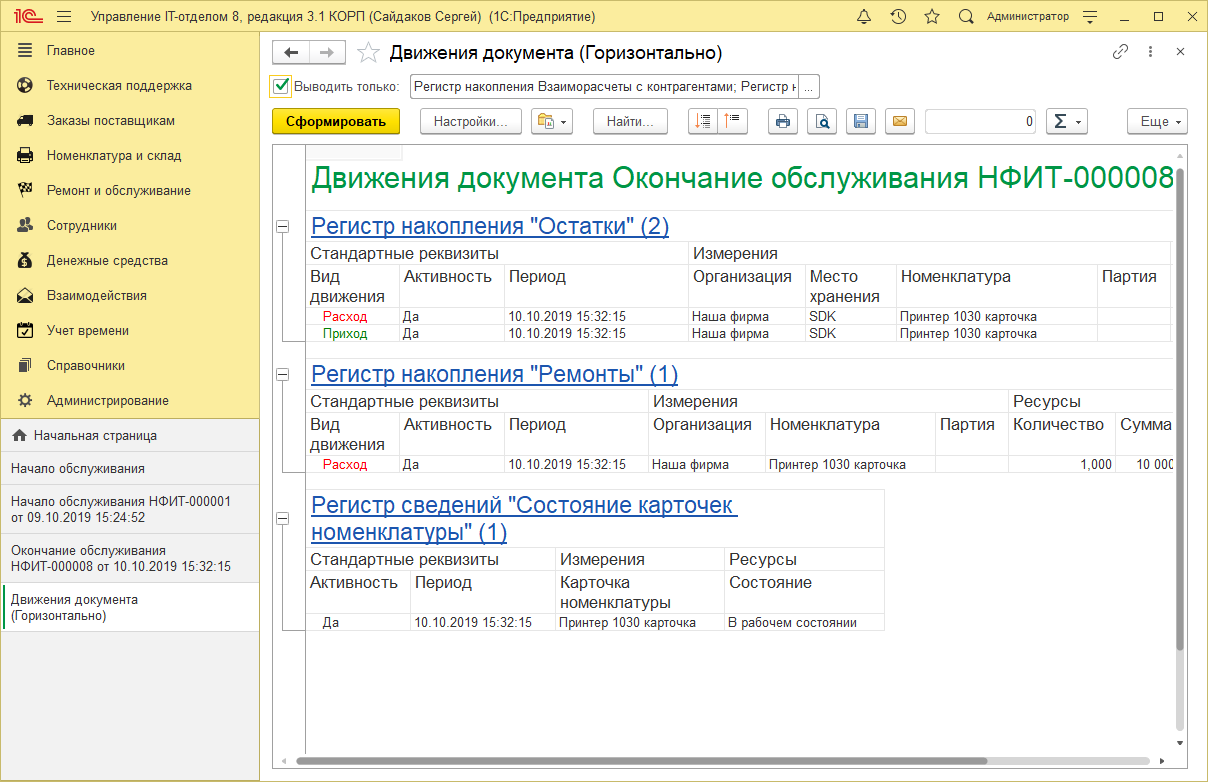 1С Управление IT-отделом 8, редакция 3.1 КОРП (Сайдаков Сергей) (1С:Предприятие) Администратор
Главное
Техническая поддержка
Заказы поставщикам
Номенклатура и склад
Ремонт и обслуживание
Сотрудники
Денежные средства
Взаимодействия
Учет времени
Справочники
Администрирование
Начальная страница
Начало обслуживания
Начало обслуживания НФИТ-000001
от 09.10.2019 15:24:52
Окончание обслуживания
НФИТ-000008 от 10.10.2019 15:32:15
Движения документа
(Горизонтально)
Движения документа (Горизонтально)
Выводить только: Регистр накопления Взаиморасчеты с контрагентами; Регистр н ...
Сформировать Настройки... Найти... 0 Σ Еще
Движения документа Окончание обслуживания НФИТ-000008
Регистр накопления "Остатки" (2)
Стандартные реквизиты Измерения
Вид движения Активность Период Организация Место хранения Номенклатура Партия
Расход Да 10.10.2019 15:32:15 Наша фирма SDK Принтер 1030 карточка
Приход Да 10.10.2019 15:32:15 Наша фирма SDK Принтер 1030 карточка
Регистр накопления "Ремонты" (1)
Стандартные реквизиты Измерения Ресурсы
Вид движения Активность Период Организация Номенклатура Партия Количество Сумма
Расход Да 10.10.2019 15:32:15 Наша фирма Принтер 1030 карточка 1,000 10 000
Регистр сведений "Состояние карточек
номенклатуры" (1)
Стандартные реквизиты Измерения Ресурсы
Активность Период Карточка номенклатуры Состояние
Да 10.10.2019 15:32:15 Принтер 1030 карточка В рабочем состоянии